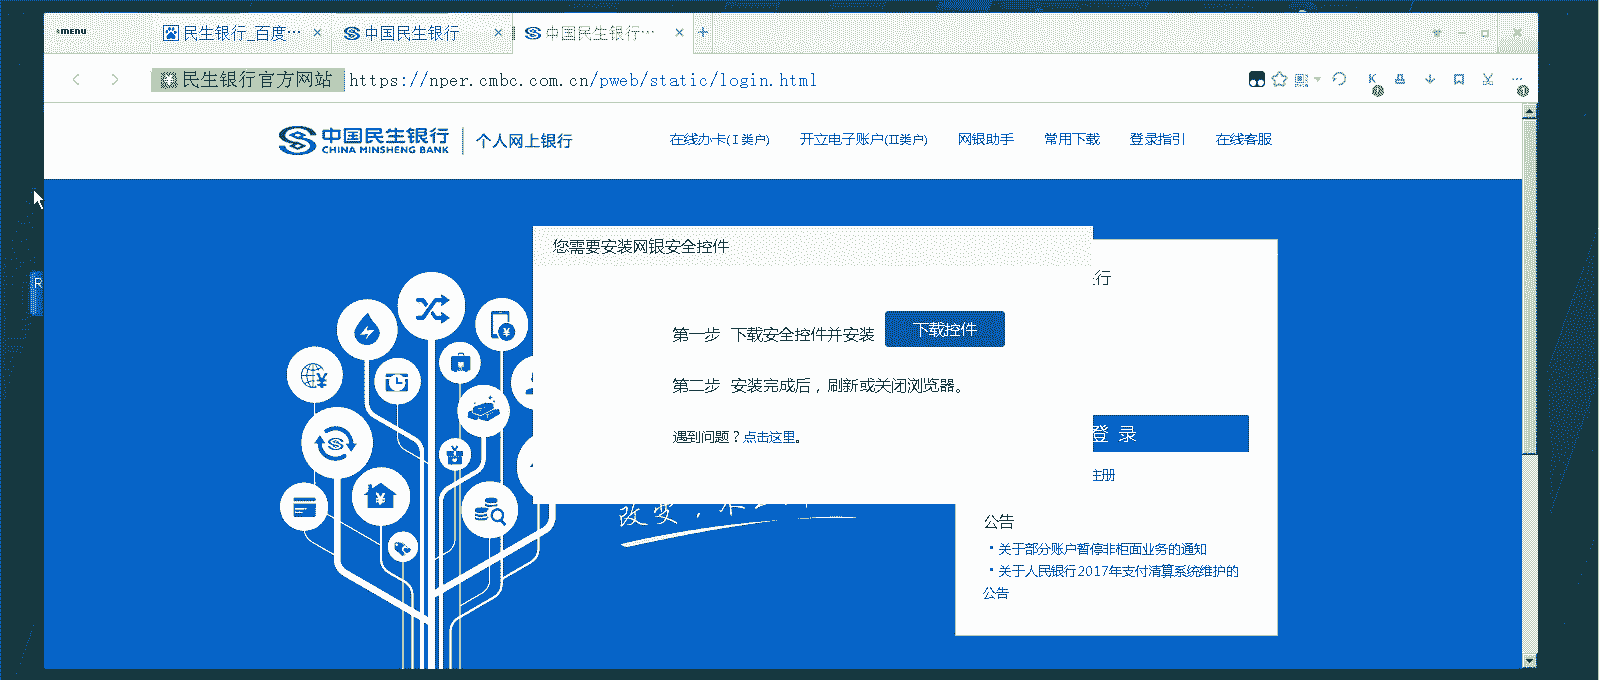 MENU
民生银行_百度…
中国民生银行
中国民生银行…
民生银行官方网站
https://nper.cmbc.com.cn/pweb/static/login.html
中国民生银行
CHINA MINSHENG BANK
个人网上银行
在线办卡(I类户)
开立电子账户(II类户)
网银助手
常用下载
登录指引
在线客服
您需要安装网银安全控件
行
第一步 下载安全控件并安装
下载控件
第二步 安装完成后，刷新或关闭浏览器。
遇到问题？点击这里。
登 录
注册
改变，
公告
·关于部分账户暂停非柜面业务的通知
·关于人民银行2017年支付清算系统维护的
公告